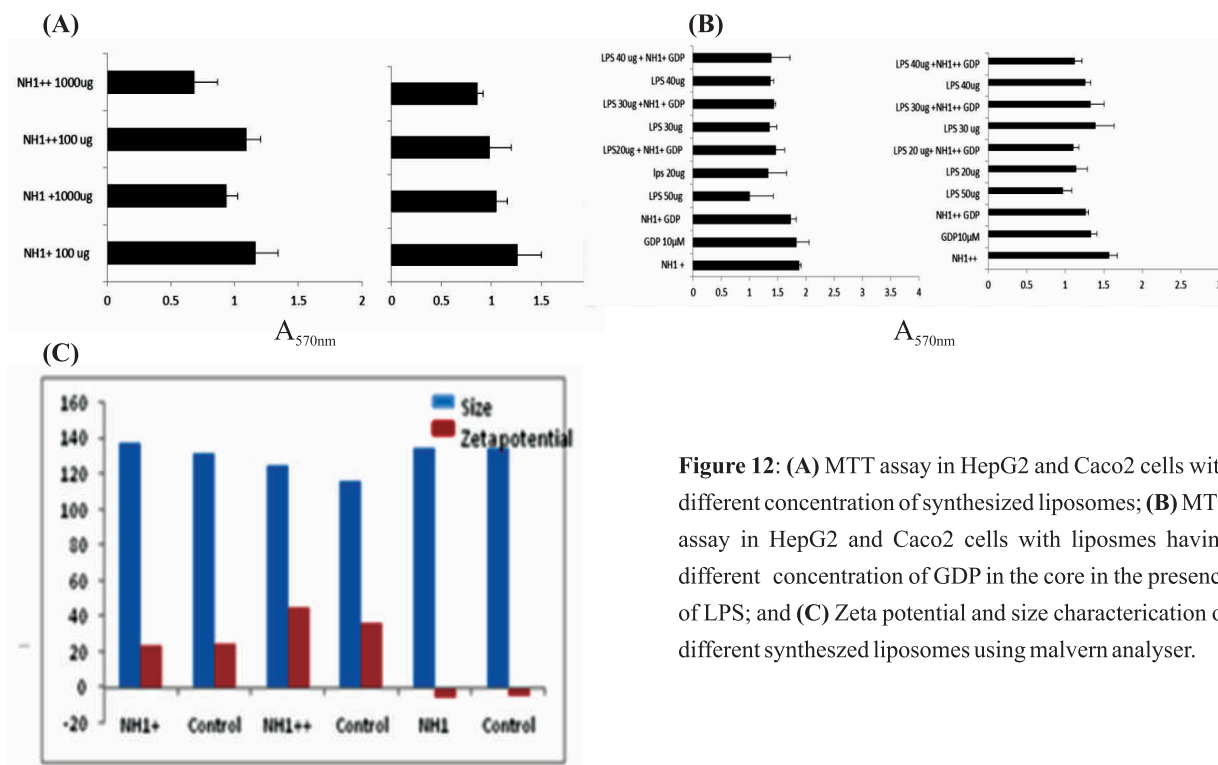 (A)
NH1++ 1000ug
NH1++100 ug
NH1 +1000ug
NH1+ 100 ug
0 0.5 1 1.5 2
0 0.5 1 1.5
A570nm
(B)
LPS 40 ug + NH1+ GDP
LPS 40ug
LPS 30ug +NH1 + GDP
LPS 30ug
LPS20ug + NH1+ GDP
lps 20ug
LPS 50ug
NH1+ GDP
GDP 10µM
NH1 +
0 0.5 1 1.5 2 2.5 3 3.5 4
LPS 40ug +NH1++ GDP
LPS 40ug
LPS 30ug +NH1++ GDP
LPS 30 ug
LPS 20 ug+ NH1++ GDP
LPS 20ug
LPS 50ug
NH1++ GDP
GDP10µM
NH1++
0 0.5 1 1.5 2 2.5
A570nm
(C)
160
140
120
100
80
60
40
20
0
-20
Size
Zeta potential
NH1+ Control NH1++ Control NH1 Control
Figure 12: (A) MTT assay in HepG2 and Caco2 cells
different concentration of synthesized liposomes; (B)
assay in HepG2 and Caco2 cells with liposmes
different concentration of GDP in the core in the
of LPS; and (C) Zeta potential and size characterication
different syntheszed liposomes using malvern analyser.